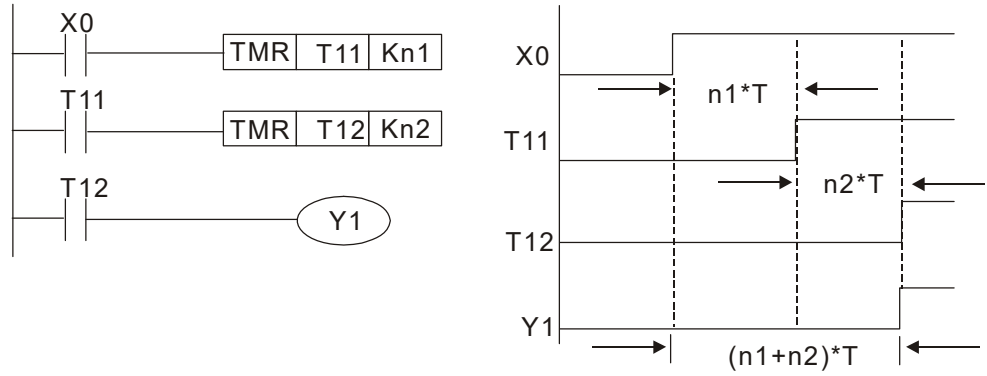 X0
TMR T11 Kn1
T11
TMR T12 Kn2
T12
Y1
X0
n1*T
T11
n2*T
T12
Y1
(n1+n2)*T